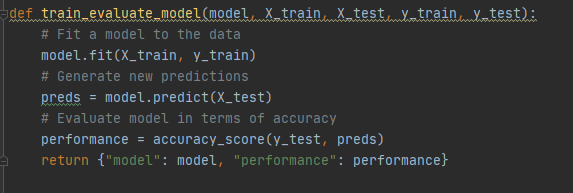 def train_evaluate_model(model, X_train, X_test, y_train, y_test):
    # Fit a model to the data
    model.fit(X_train, y_train)
    # Generate new predictions
    preds = model.predict(X_test)
    # Evaluate model in terms of accuracy
    performance = accuracy_score(y_test, preds)
    return {"model": model, "performance": performance}